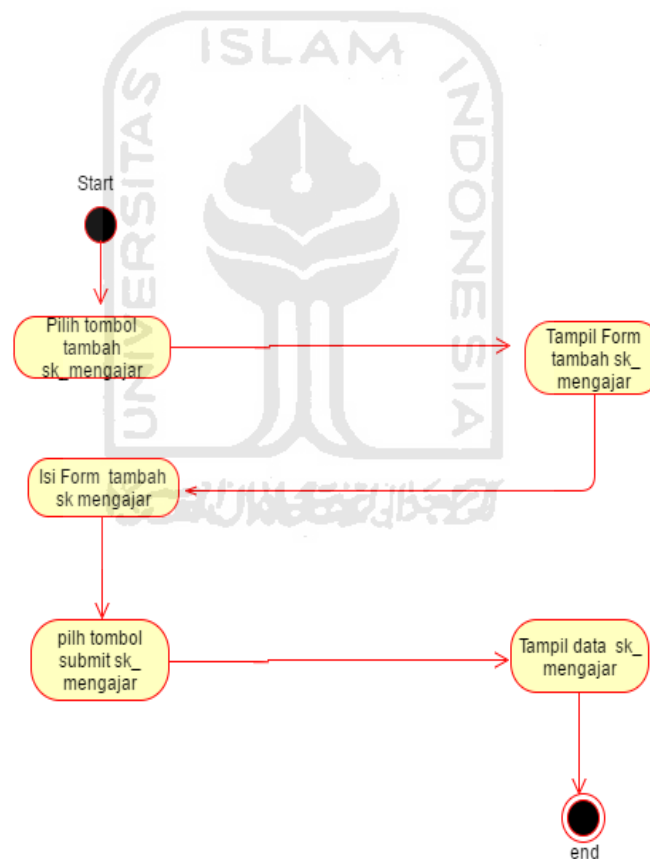 ISLAM
UNIVERSITAS
INDONESIA
Start
Pilih tombol
tambah
sk_mengajar
Tampil Form
tambah sk_
mengajar
Isi Form tambah
sk mengajar
pilh tombol
submit sk_
mengajar
Tampil data sk_
mengajar
end